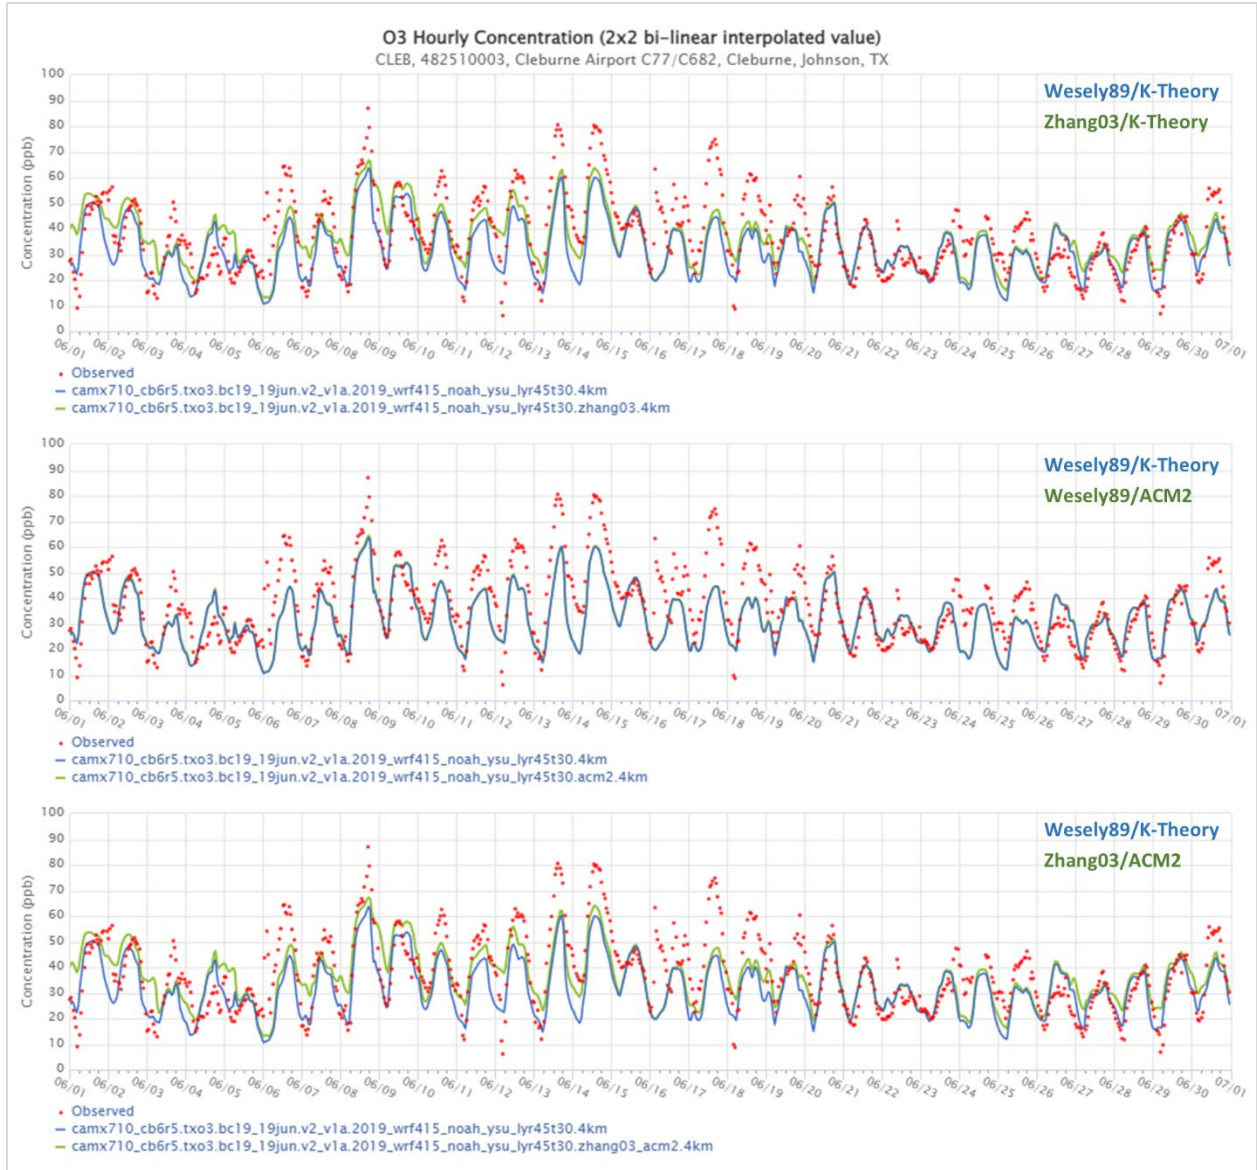 O3 Hourly Concentration (2x2 bi-linear interpolated value)
CLEB, 482510003, Cleburne Airport C77/C682, Cleburne, Johnson, TX
Wesely89/K-Theory
Zhang03/K-Theory
Concentration (ppb)
100
90
80
70
60
50
40
30
20
10
0
06/01 06/02 06/03 06/04 06/05 06/06 06/07 06/08 06/09 06/10 06/11 06/12 06/13 06/14 06/15 06/16 06/17 06/18 06/19 06/20 06/21 06/22 06/23 06/24 06/25 06/26 06/27 06/28 06/29 06/30 07/01
Observed
camx710_cb6r5.txo3.bc19_19jun.v2_v1a.2019_wrf415_noah_ysu_lyr45t30.4km
camx710_cb6r5.txo3.bc19_19jun.v2_v1a.2019_wrf415_noah_ysu_lyr45t30.zhang03.4km
Wesely89/K-Theory
Wesely89/ACM2
Concentration (ppb)
100
90
80
70
60
50
40
30
20
10
0
06/01 06/02 06/03 06/04 06/05 06/06 06/07 06/08 06/09 06/10 06/11 06/12 06/13 06/14 06/15 06/16 06/17 06/18 06/19 06/20 06/21 06/22 06/23 06/24 06/25 06/26 06/27 06/28 06/29 06/30 07/01
Observed
camx710_cb6r5.txo3.bc19_19jun.v2_v1a.2019_wrf415_noah_ysu_lyr45t30.4km
camx710_cb6r5.txo3.bc19_19jun.v2_v1a.2019_wrf415_noah_ysu_lyr45t30.acm2.4km
Wesely89/K-Theory
Zhang03/ACM2
Concentration (ppb)
100
90
80
70
60
50
40
30
20
10
0
06/01 06/02 06/03 06/04 06/05 06/06 06/07 06/08 06/09 06/10 06/11 06/12 06/13 06/14 06/15 06/16 06/17 06/18 06/19 06/20 06/21 06/22 06/23 06/24 06/25 06/26 06/27 06/28 06/29 06/30 07/01
Observed
camx710_cb6r5.txo3.bc19_19jun.v2_v1a.2019_wrf415_noah_ysu_lyr45t30.4km
camx710_cb6r5.txo3.bc19_19jun.v2_v1a.2019_wrf415_noah_ysu_lyr45t30.zhang03_acm2.4km